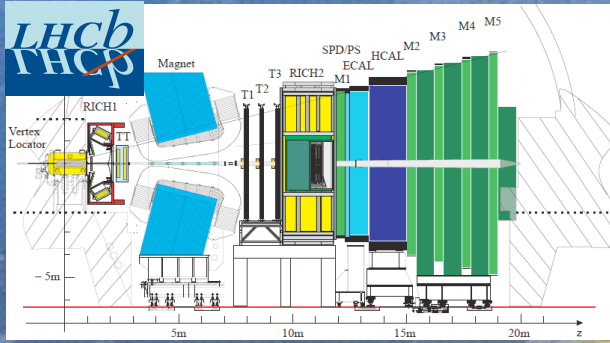 LHCb
LHCb
SPD/PS
M5
M4
M3
M2
HCAL
ECAL
M1
Magnet
T3
RICH2
T2
T1
RICH1
TT
Vertex
Locator
− 5m
5m
10m
15m
20m
z